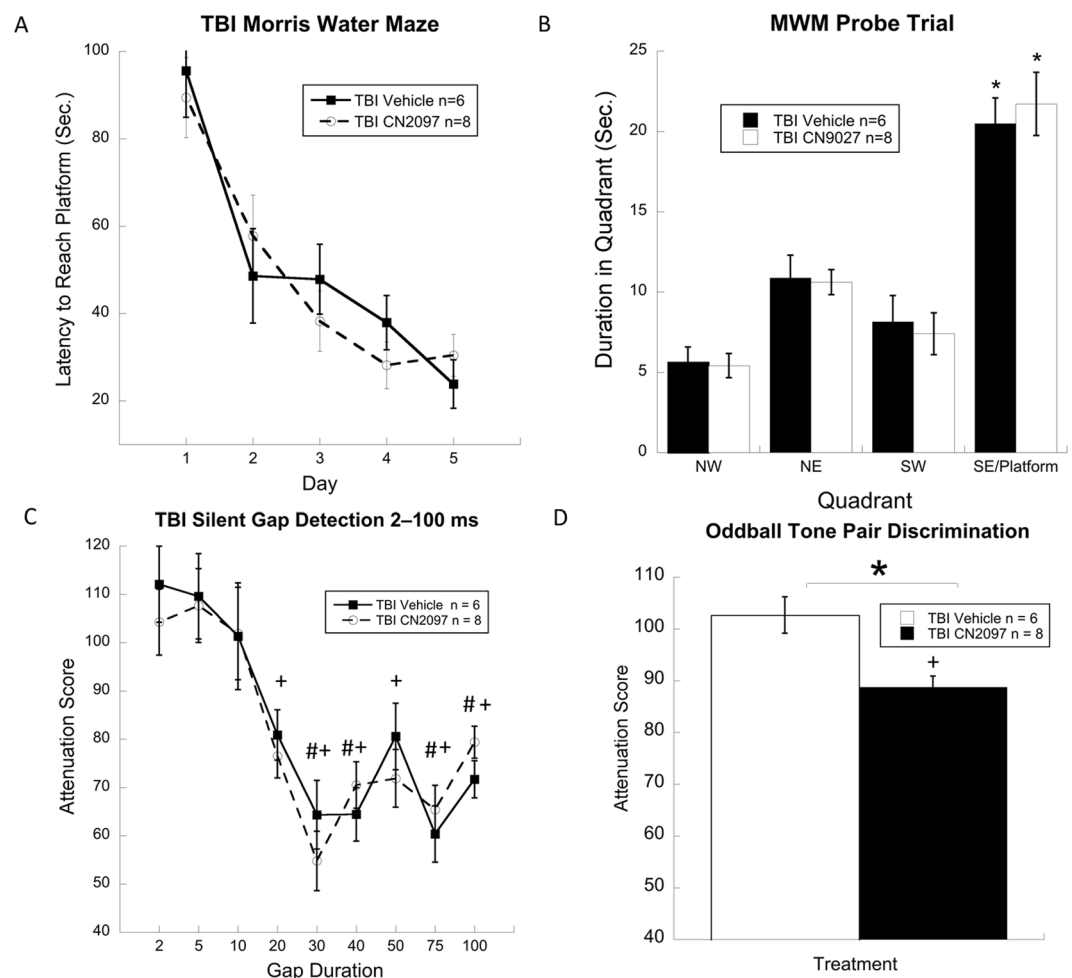 A
TBI Morris Water Maze
Latency to Reach Platform (Sec.)
100
80
60
40
20
TBI Vehicle n=6
TBI CN2097 n=8
1 2 3 4 5
Day
B
MWM Probe Trial
Duration in Quadrant (Sec.)
25
20
15
10
5
0
TBI Vehicle n=6
TBI CN9027 n=8
* *
NW NE SW SE/Platform
Quadrant
C
TBI Silent Gap Detection 2–100 ms
Attenuation Score
120
110
100
90
80
70
60
50
40
TBI Vehicle n = 6
TBI CN2097 n = 8
+ #+ #+ + #+ #+
2 5 10 20 30 40 50 75 100
Gap Duration
D
Oddball Tone Pair Discrimination
Attenuation Score
110
100
90
80
70
60
50
40
*
TBI Vehicle n = 6
TBI CN2097 n = 8
+
Treatment